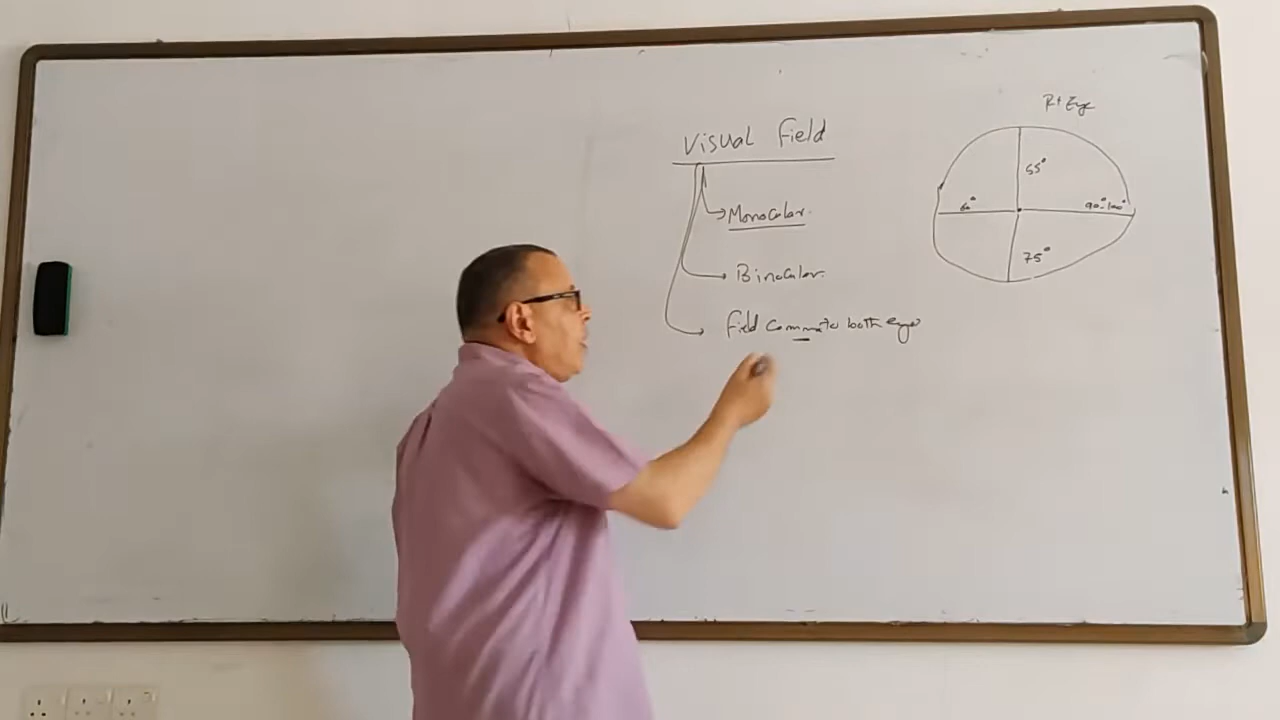 Rt Eye
Visual Field
55°
60°
90°-100°
Monocular.
75°
Binocular.
Field common to both eyes